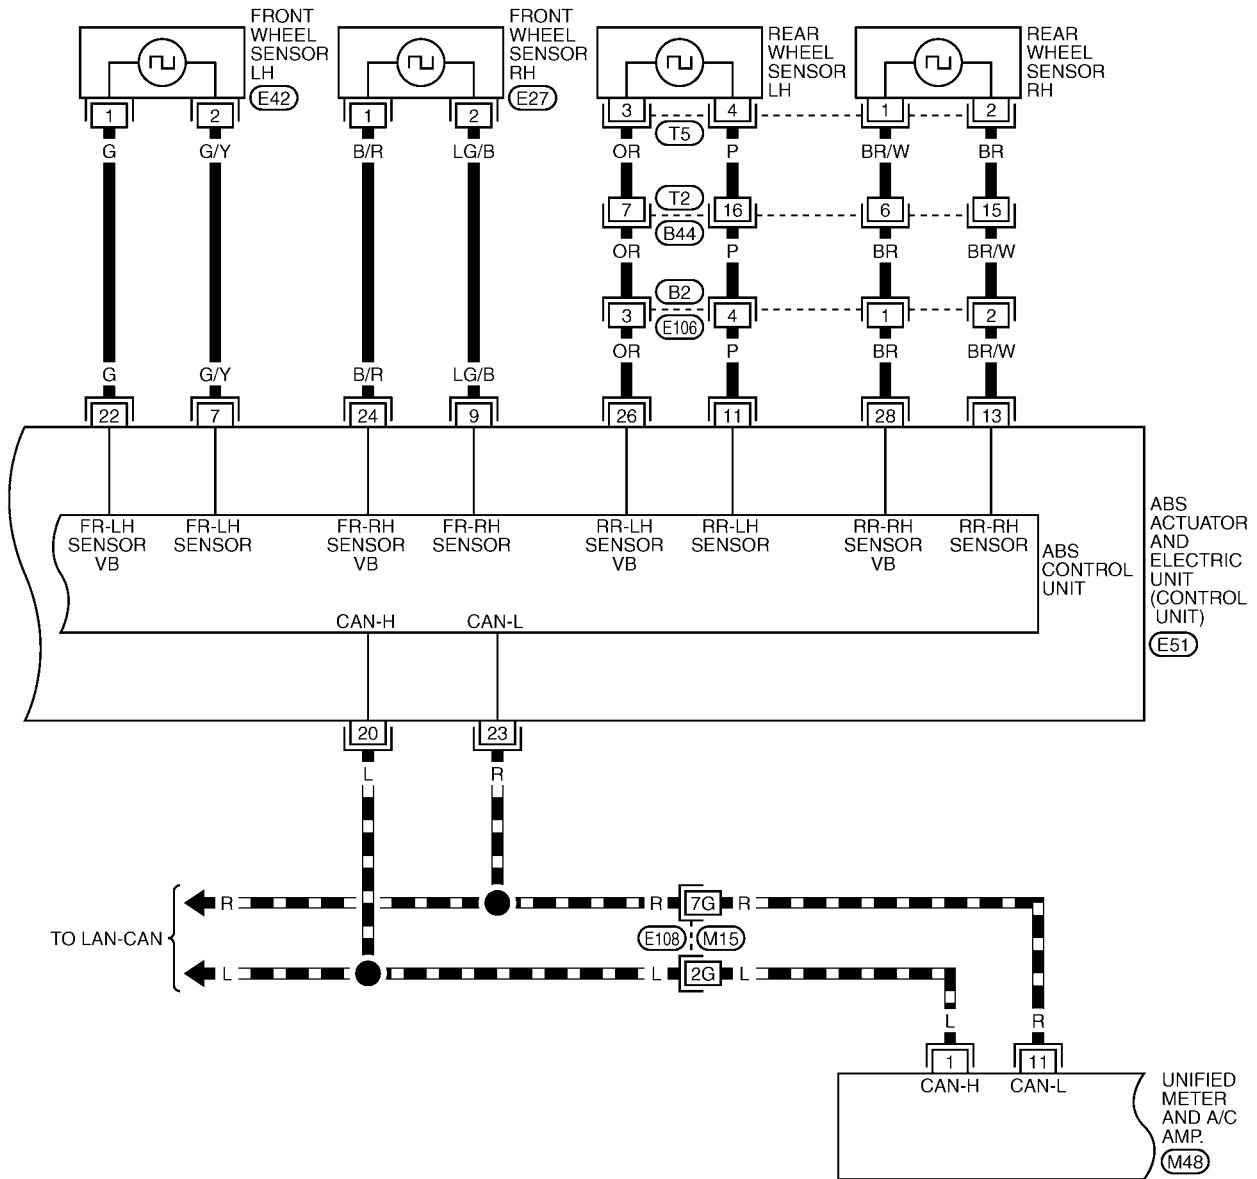 FRONT
WHEEL
SENSOR
LH
E42
FRONT
WHEEL
SENSOR
RH
E27
REAR
WHEEL
SENSOR
LH
REAR
WHEEL
SENSOR
RH
1 2 1 2 3 4 1 2
T5
G G/Y B/R LG/B OR P BR/W BR
T2
7 16 6 15
B44
OR P BR BR/W
B2
3 4 1 2
E106
OR P BR BR/W
G G/Y B/R LG/B
22 7 24 9 26 11 28 13
FR-LH
SENSOR
VB
FR-LH
SENSOR
FR-RH
SENSOR
VB
FR-RH
SENSOR
RR-LH
SENSOR
VB
RR-LH
SENSOR
RR-RH
SENSOR
VB
RR-RH
SENSOR
ABS
CONTROL
UNIT
ABS
ACTUATOR
AND
ELECTRIC
UNIT
(CONTROL
UNIT)
E51
CAN-H CAN-L
20 23
L R
R R 7G R
TO LAN-CAN
E108 M15
L L 2G L
L R
1 11
CAN-H CAN-L
UNIFIED
METER
AND A/C
AMP.
M48